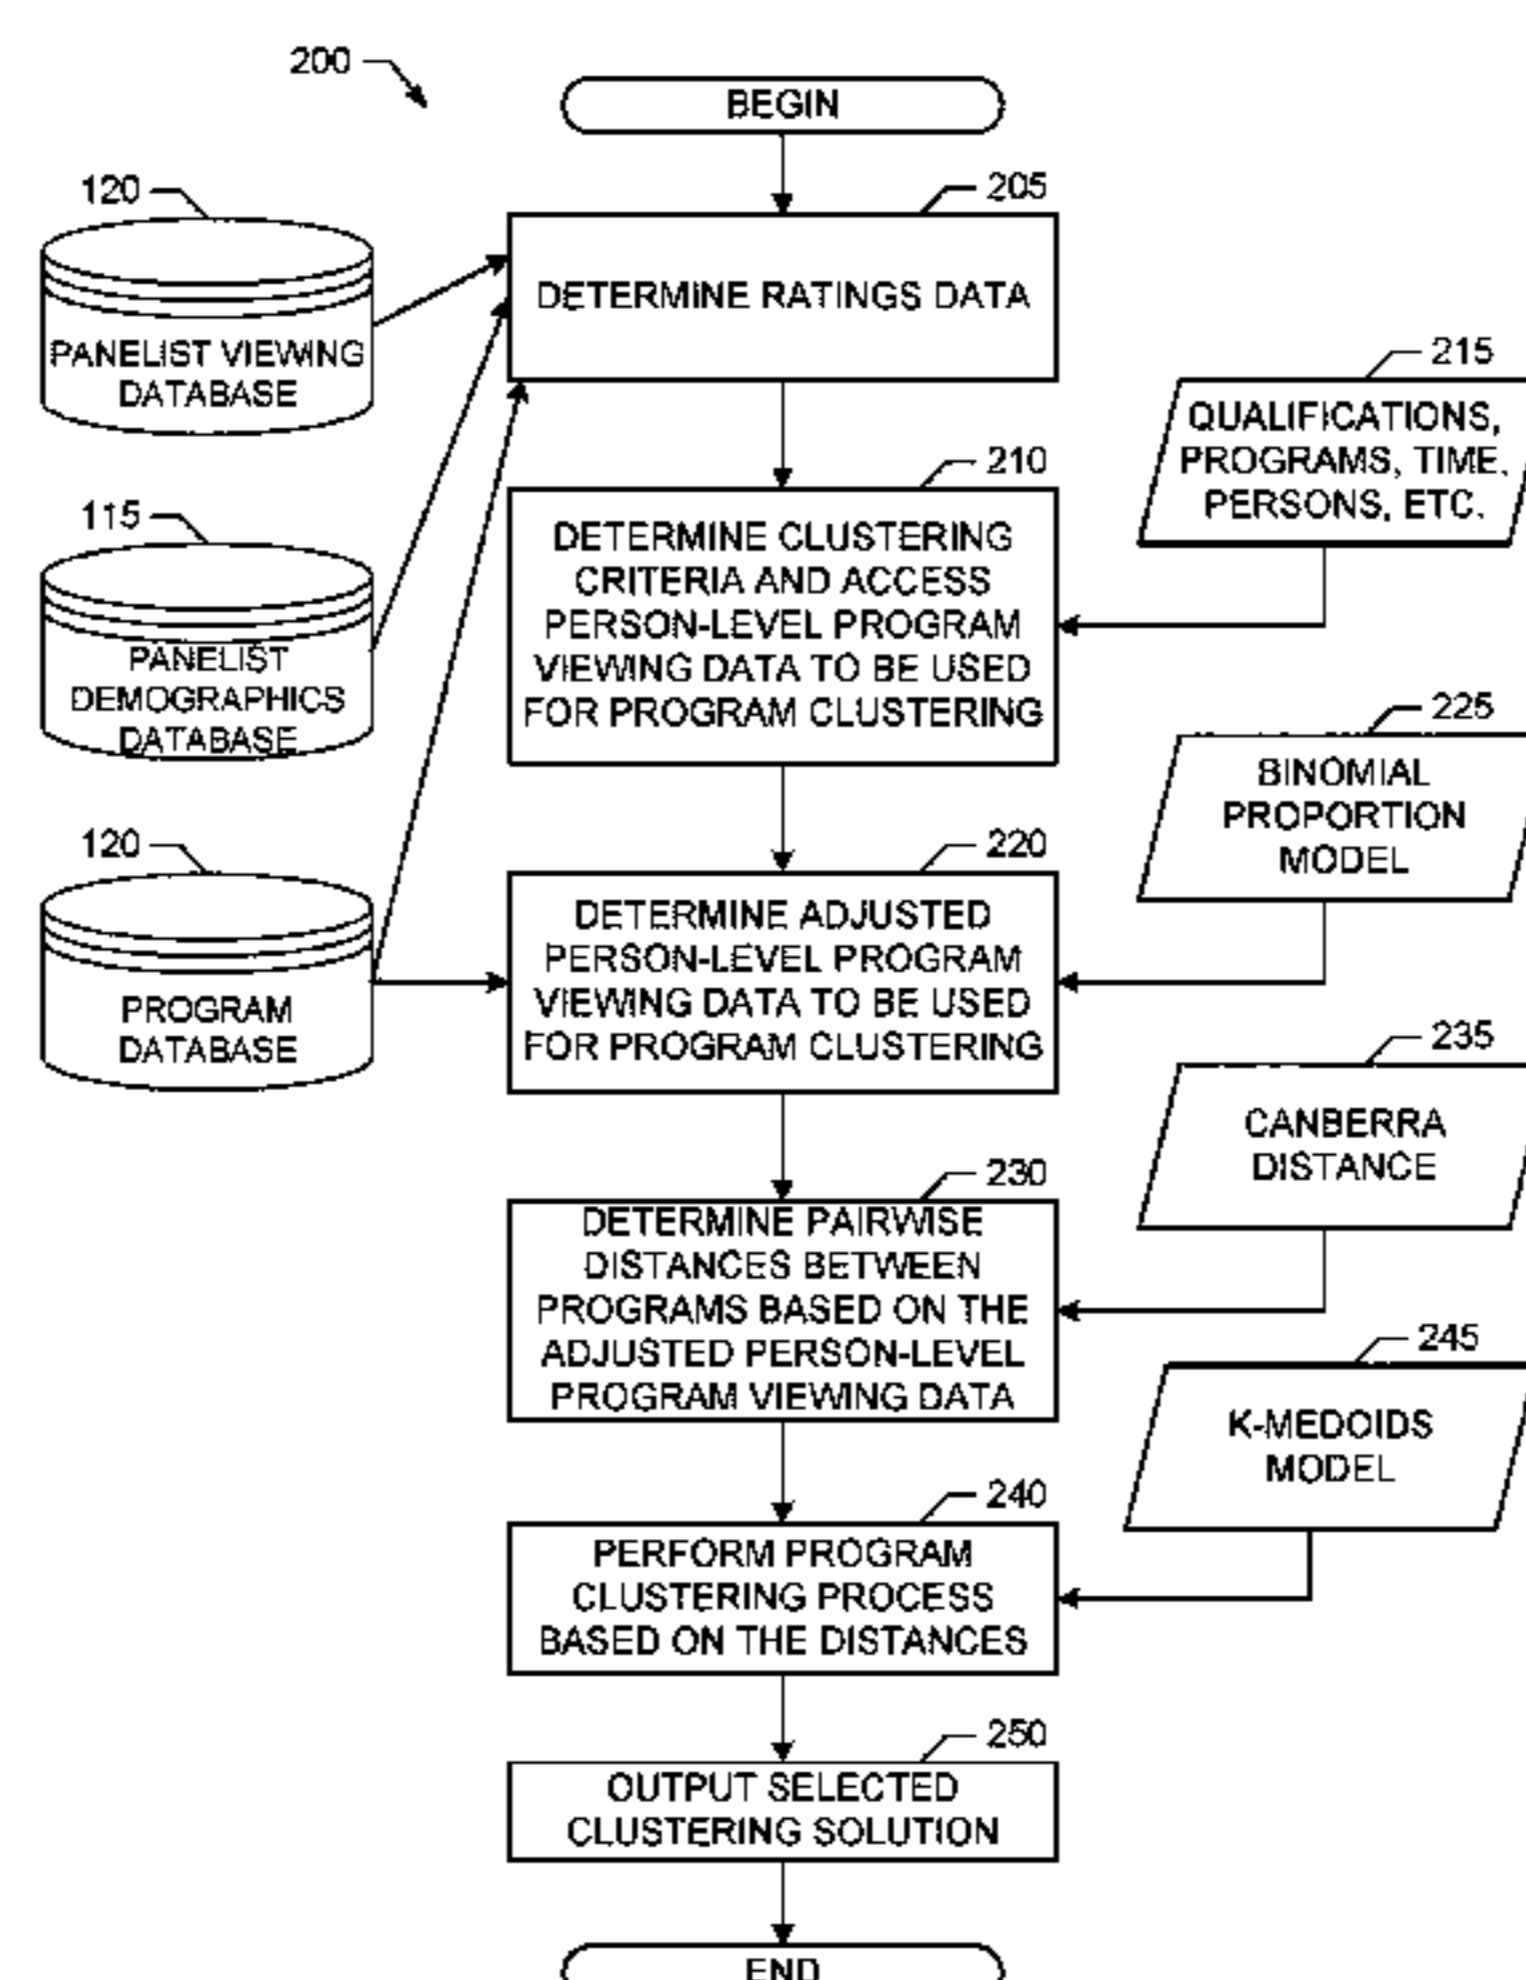 200
BEGIN
120
PANELIST VIEWING
DATABASE
205
DETERMINE RATINGS DATA
215
QUALIFICATIONS,
PROGRAMS, TIME,
PERSONS, ETC.
115
PANELIST
DEMOGRAPHICS
DATABASE
210
DETERMINE CLUSTERING
CRITERIA AND ACCESS
PERSON-LEVEL PROGRAM
VIEWING DATA TO BE USED
FOR PROGRAM CLUSTERING
225
BINOMIAL
PROPORTION
MODEL
120
PROGRAM
DATABASE
220
DETERMINE ADJUSTED
PERSON-LEVEL PROGRAM
VIEWING DATA TO BE USED
FOR PROGRAM CLUSTERING
235
CANBERRA
DISTANCE
230
DETERMINE PAIRWISE
DISTANCES BETWEEN
PROGRAMS BASED ON THE
ADJUSTED PERSON-LEVEL
PROGRAM VIEWING DATA
245
K-MEDOIDS
MODEL
240
PERFORM PROGRAM
CLUSTERING PROCESS
BASED ON THE DISTANCES
250
OUTPUT SELECTED
CLUSTERING SOLUTION
END